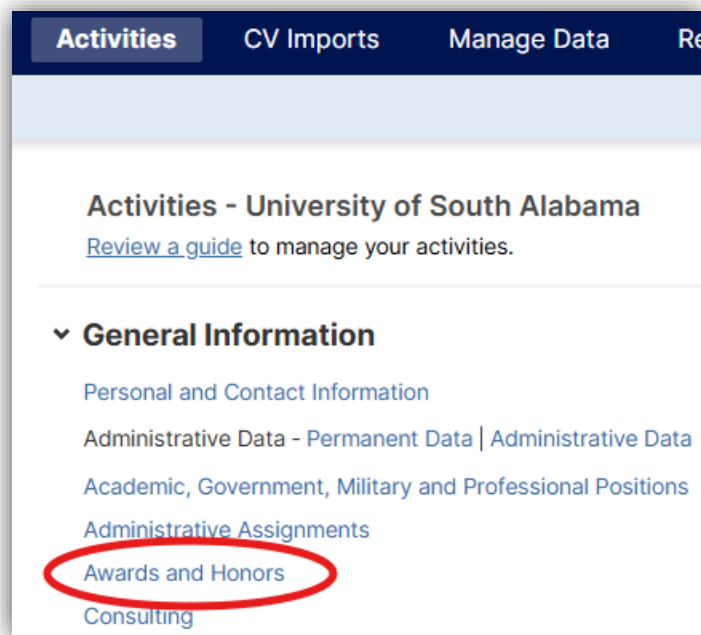 Activities CV Imports Manage Data Re
Activities - University of South Alabama
Review a guide to manage your activities.
General Information
Personal and Contact Information
Administrative Data - Permanent Data | Administrative Data
Academic, Government, Military and Professional Positions
Administrative Assignments
Awards and Honors
Consulting